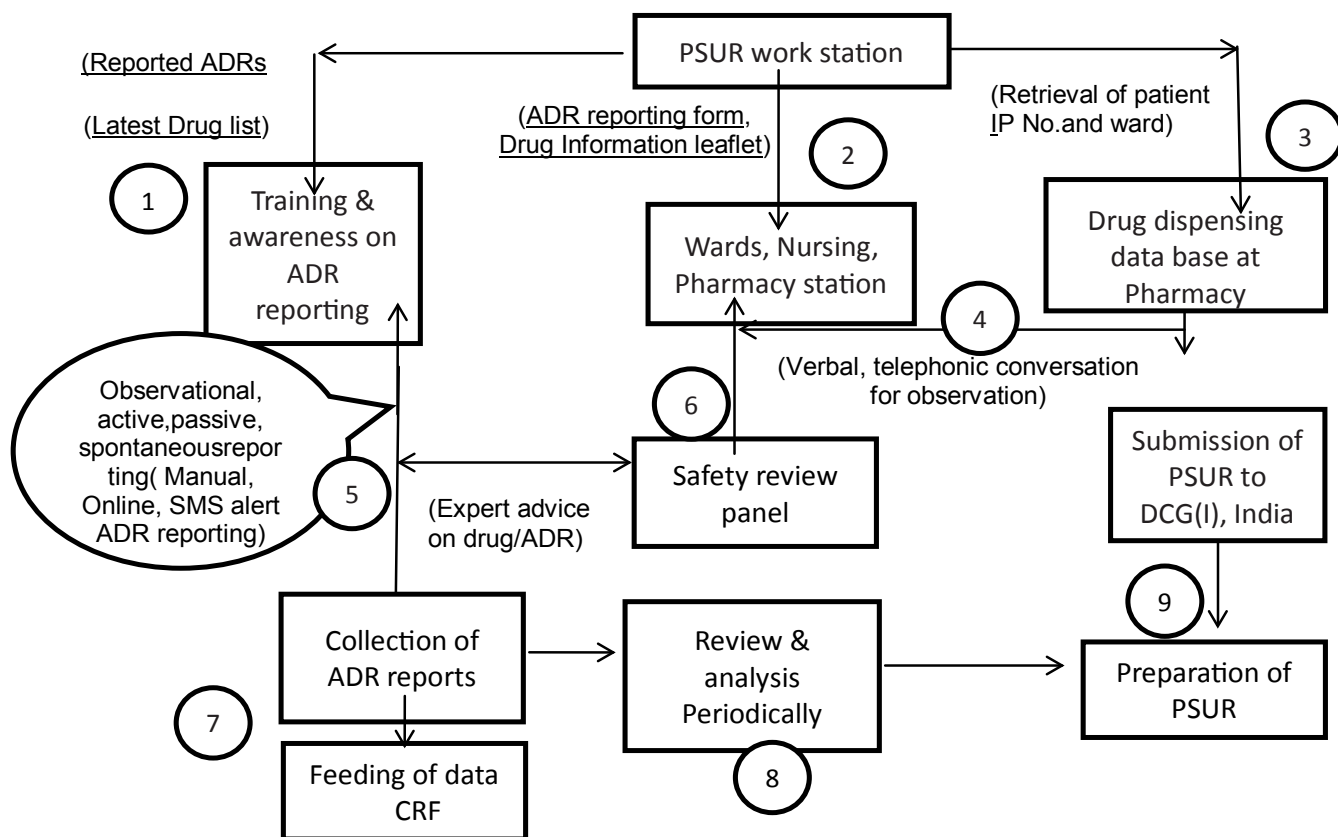 PSUR work station
(Reported ADRs
(Latest Drug list)
(ADR reporting form,
Drug Information leaflet)
(Retrieval of patient
IP No.and ward)
1
2
3
Training &
awareness on
ADR
reporting
Wards, Nursing,
Pharmacy station
Drug dispensing
data base at
Pharmacy
4
(Verbal, telephonic conversation
for observation)
Observational,
active,passive,
spontaneousrepor
ting( Manual,
Online, SMS alert
ADR reporting)
5
6
(Expert advice
on drug/ADR)
Safety review
panel
Submission of
PSUR to
DCG(I), India
9
Collection of
ADR reports
Review &
analysis
Periodically
Preparation of
PSUR
7
8
Feeding of data
CRF